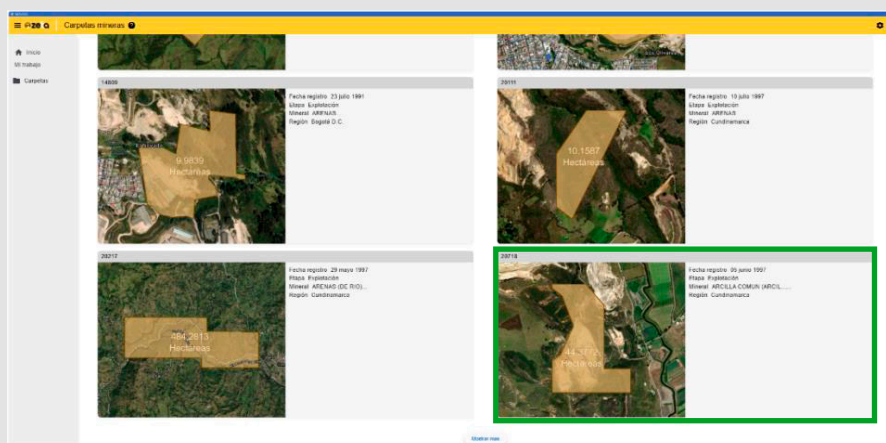 Carpetas mineras
Inicio
Mi trabajo
Carpetas
14808
Fecha registro 23 julio 1991
Etapa Explotación
Mineral ARENAS
Región Bogotá D.C.
9.9839
Hectáreas
20111
Fecha registro 10 julio 1997
Etapa Explotación
Mineral ARENAS
Región Cundinamarca
10.1587
Hectáreas
20217
Fecha registro 29 mayo 1997
Etapa Explotación
Mineral ARENAS (DE RIO)...
Región Cundinamarca
484.2813
Hectáreas
Fecha registro 05 junio 1997
Etapa Explotación
Mineral ARCILLA COMUN (ARCIL......
Región Cundinamarca
Hectáreas
Mostrar más